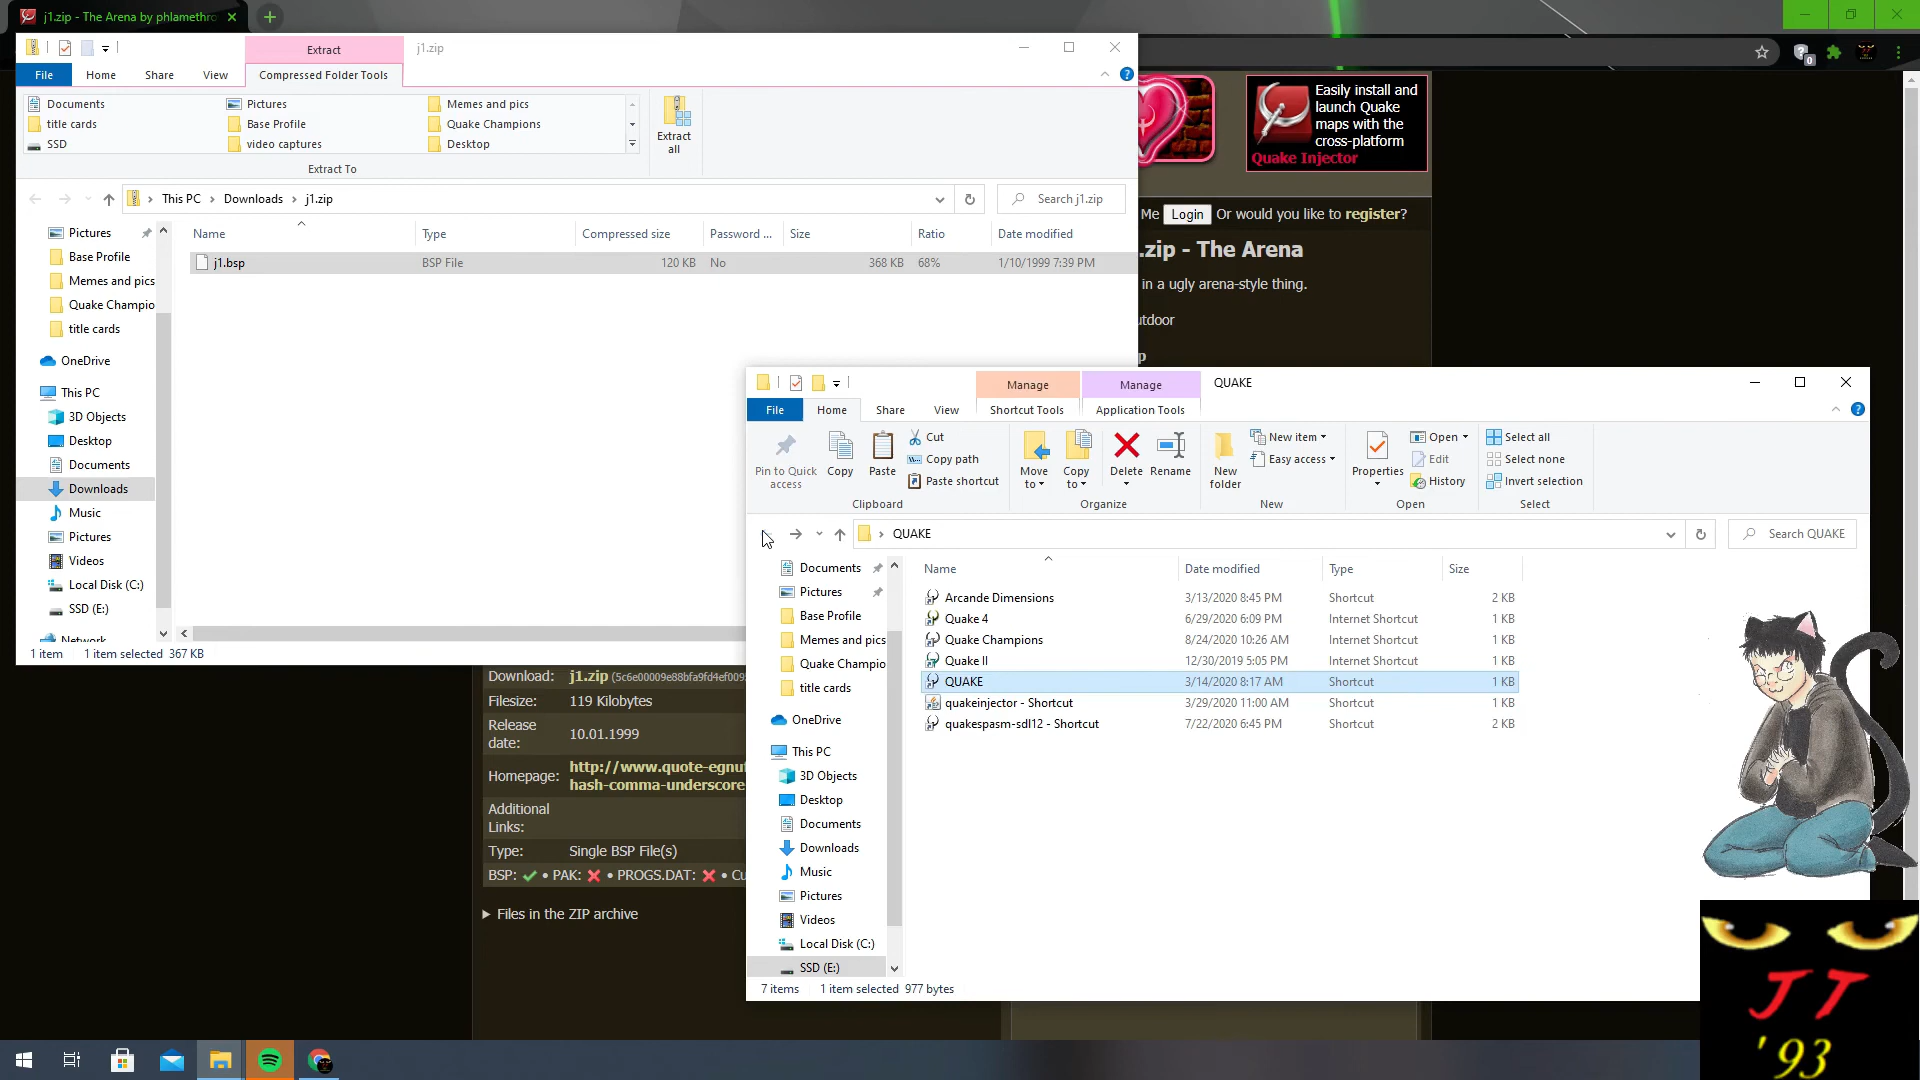 j1.zip - The Arena by phlamethro
Extract
j1.zip
File
Home
Share
View
Compressed Folder Tools
Documents
Pictures
Memes and pics
title cards
Base Profile
Quake Champions
SSD
video captures
Desktop
Extract all
Extract To
This PC
Downloads
j1.zip
Search j1.zip
Name
Type
Compressed size
Password ...
Size
Ratio
Date modified
j1.bsp
BSP File
120 KB
No
368 KB
68%
1/10/1999 7:39 PM
Pictures
Base Profile
Memes and pics
Quake Champio
title cards
OneDrive
This PC
3D Objects
Desktop
Documents
Downloads
Music
Pictures
Videos
Local Disk (C:)
SSD (E:)
Network
1 item
1 item selected 367 KB
0
Easily install and
launch Quake
maps with the
cross-platform
Quake Injector
Me Login Or would you like to register?
.zip - The Arena
in a ugly arena-style thing.
utdoor
p
Manage
Manage
QUAKE
File
Home
Share
View
Shortcut Tools
Application Tools
Pin to Quick access
Copy
Paste
Cut
Copy path
Paste shortcut
Move to
Copy to
Delete
Rename
New folder
New item
Easy access
Properties
Open
Edit
History
Select all
Select none
Invert selection
Clipboard
Organize
New
Open
Select
QUAKE
Search QUAKE
Documents
Pictures
Base Profile
Memes and pics
Quake Champio
title cards
OneDrive
This PC
3D Objects
Desktop
Documents
Downloads
Music
Pictures
Videos
Local Disk (C:)
SSD (E:)
Name
Date modified
Type
Size
Arcande Dimensions 3/13/2020 8:45 PM Shortcut 2 KB
Quake 4 6/29/2020 6:09 PM Internet Shortcut 1 KB
Quake Champions 8/24/2020 10:26 AM Internet Shortcut 1 KB
Quake II 12/30/2019 5:05 PM Internet Shortcut 1 KB
QUAKE 3/14/2020 8:17 AM Shortcut 1 KB
quakeinjector - Shortcut 3/29/2020 11:00 AM Shortcut 1 KB
quakespasm-sdl12 - Shortcut 7/22/2020 6:45 PM Shortcut 2 KB
7 items
1 item selected 977 bytes
Download: j1.zip (5c6e00009e88bfa9fd4ef009
Filesize: 119 Kilobytes
Release date: 10.01.1999
Homepage: http://www.quote-egnuf
hash-comma-underscore
Additional
Links:
Type: Single BSP File(s)
BSP: • PAK: • PROGS.DAT: • Cu
Files in the ZIP archive
JT
'93